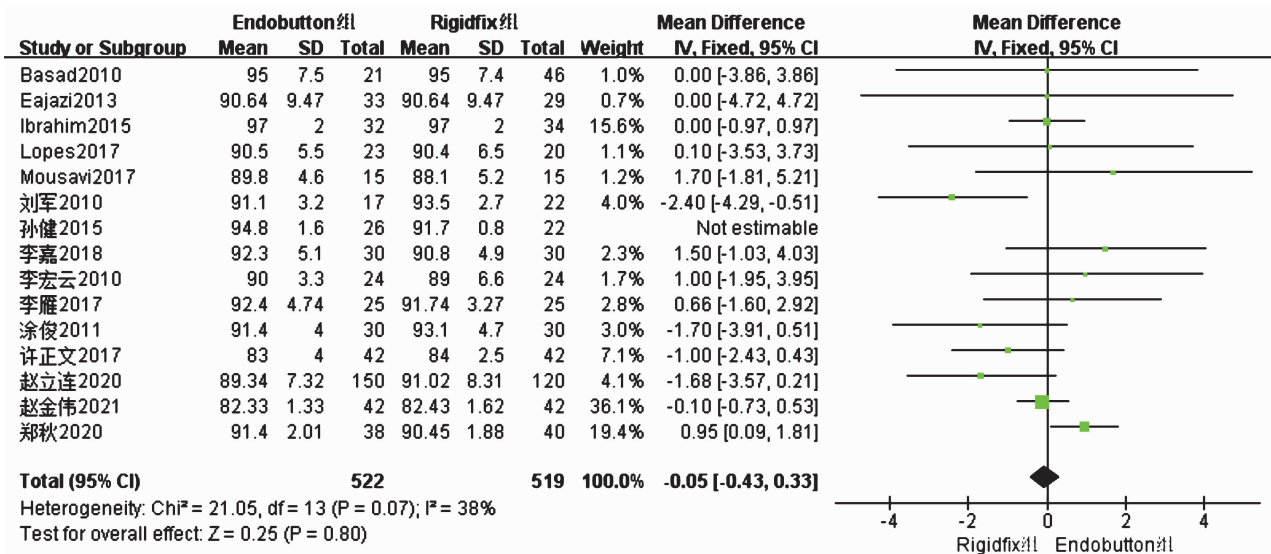 Endobutton组 Rigidfix组 Mean Difference Mean Difference
Study or Subgroup Mean SD Total Mean SD Total Weight IV, Fixed, 95% CI IV, Fixed, 95% CI
Basad2010 95 7.5 21 95 7.4 46 1.0% 0.00 [-3.86, 3.86]
Eajazi2013 90.64 9.47 33 90.64 9.47 29 0.7% 0.00 [-4.72, 4.72]
Ibrahim2015 97 2 32 97 2 34 15.6% 0.00 [-0.97, 0.97]
Lopes2017 90.5 5.5 23 90.4 6.5 20 1.1% 0.10 [-3.53, 3.73]
Mousavi2017 89.8 4.6 15 88.1 5.2 15 1.2% 1.70 [-1.81, 5.21]
刘军2010 91.1 3.2 17 93.5 2.7 22 4.0% -2.40 [-4.29, -0.51]
孙健2015 94.8 1.6 26 91.7 0.8 22 Not estimable
李嘉2018 92.3 5.1 30 90.8 4.9 30 2.3% 1.50 [-1.03, 4.03]
李宏云2010 90 3.3 24 89 6.6 24 1.7% 1.00 [-1.95, 3.95]
李雁2017 92.4 4.74 25 91.74 3.27 25 2.8% 0.66 [-1.60, 2.92]
涂俊2011 91.4 4 30 93.1 4.7 30 3.0% -1.70 [-3.91, 0.51]
许正文2017 83 4 42 84 2.5 42 7.1% -1.00 [-2.43, 0.43]
赵立连2020 89.34 7.32 150 91.02 8.31 120 4.1% -1.68 [-3.57, 0.21]
赵金伟2021 82.33 1.33 42 82.43 1.62 42 36.1% -0.10 [-0.73, 0.53]
郑秋2020 91.4 2.01 38 90.45 1.88 40 19.4% 0.95 [0.09, 1.81]
Total (95% CI) 522 519 100.0% -0.05 [-0.43, 0.33]
Heterogeneity: Chi² = 21.05, df = 13 (P = 0.07); I² = 38%
Test for overall effect: Z = 0.25 (P = 0.80)
-4 -2 0 2 4
Rigidfix组 Endobutton组